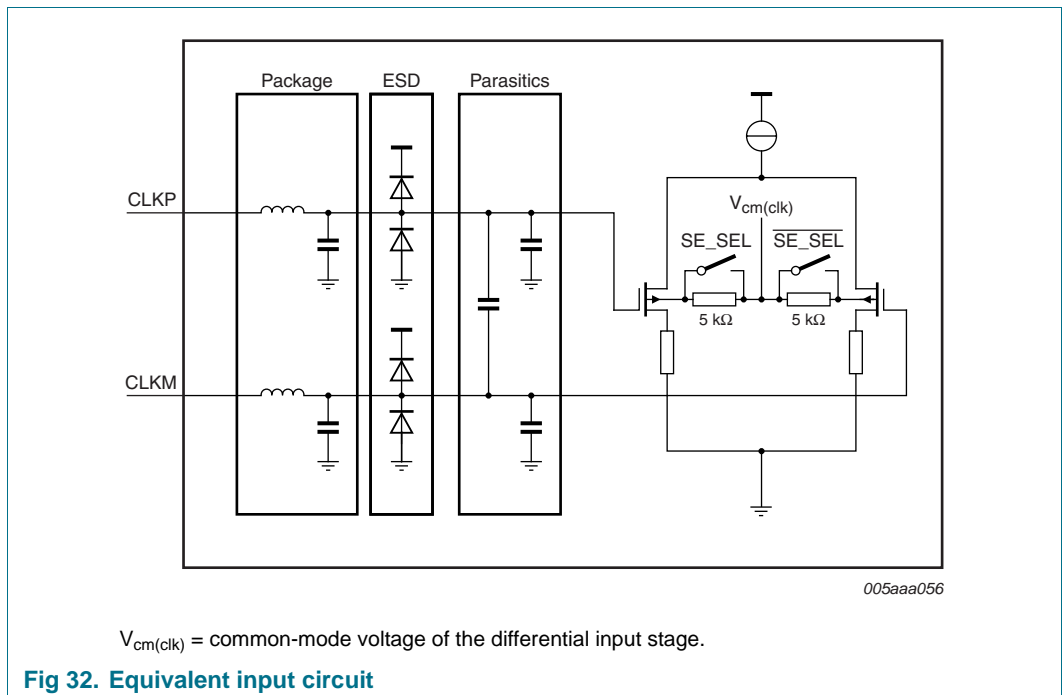 Package ESD Parasitics
CLKP
V_cm(clk)
SE_SEL S̅E̅_̅S̅E̅L̅
5 kΩ 5 kΩ
CLKM
005aaa056
V_cm(clk) = common-mode voltage of the differential input stage.
Fig 32. Equivalent input circuit